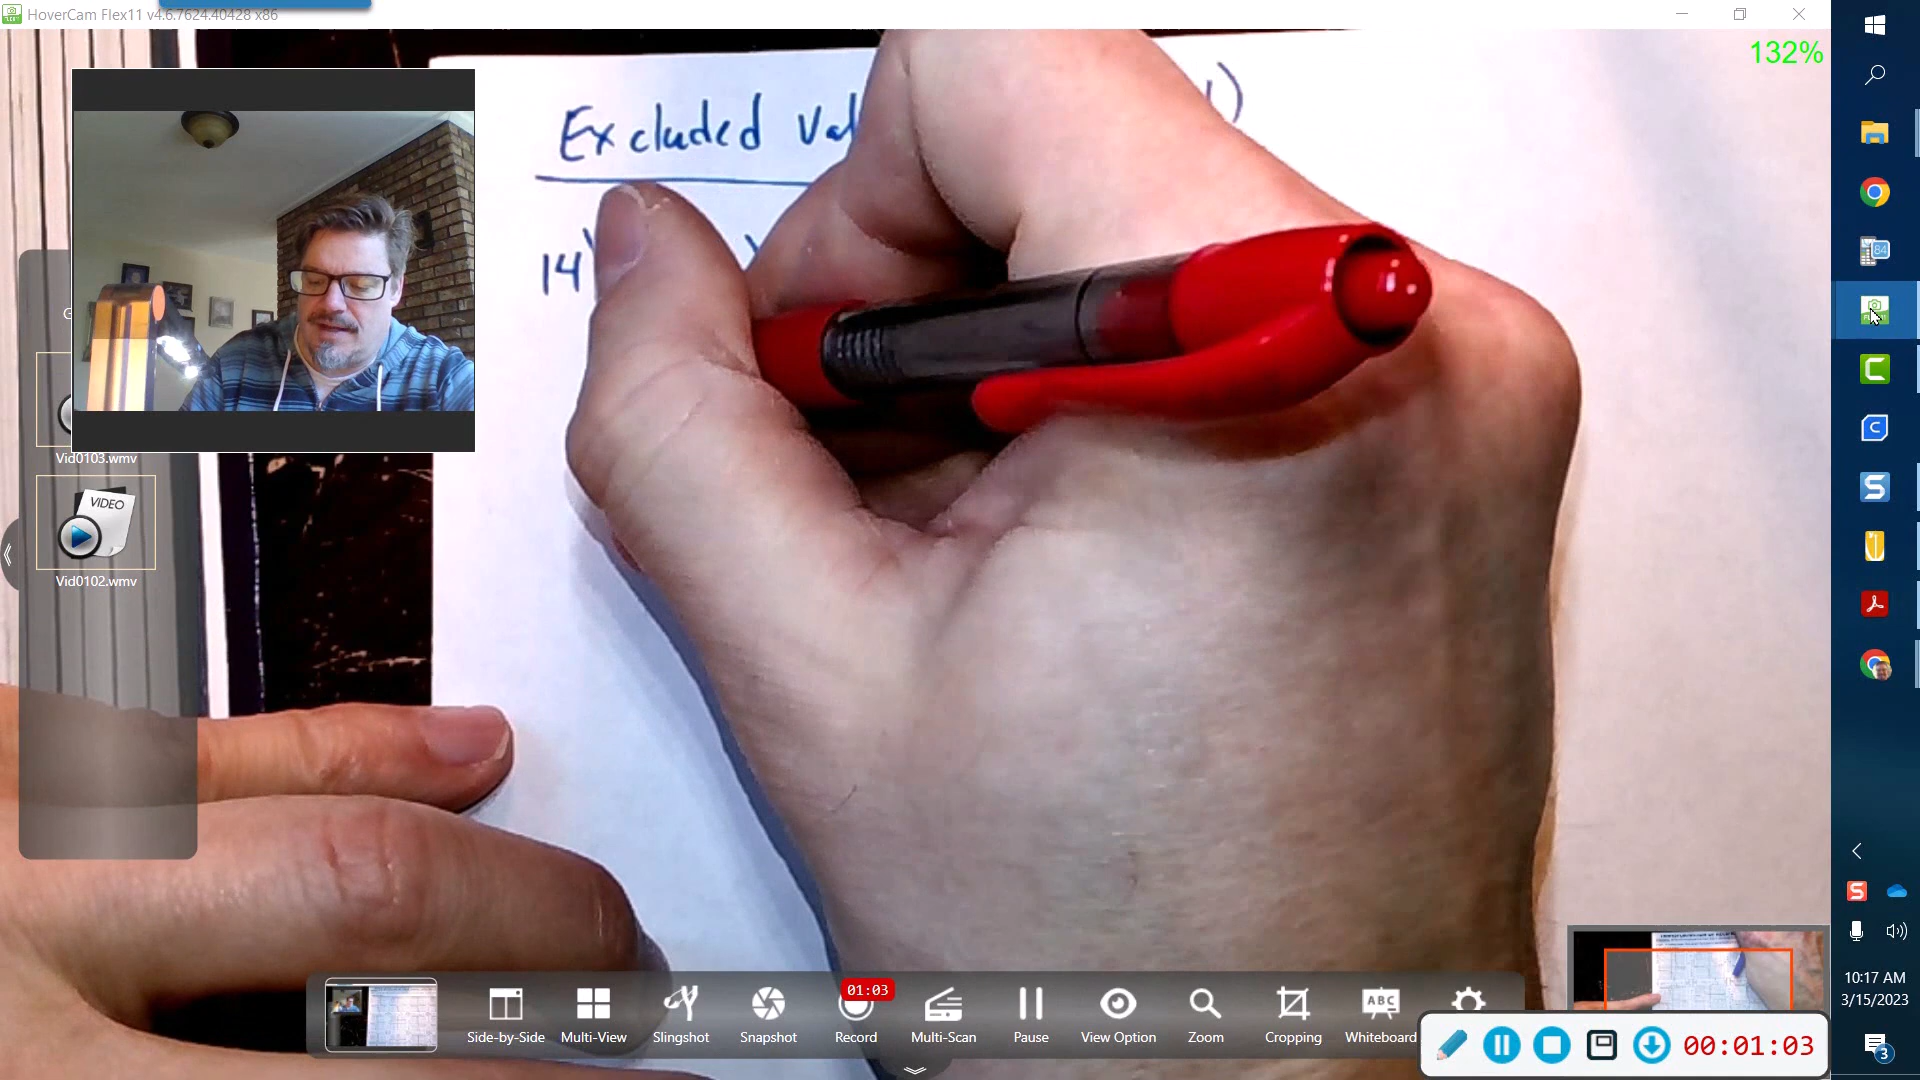 HoverCam Flex11 v4.6.7624.40428 x86
132%
Excluded
14
Vid0103.wmv
VIDEO
Vid0102.wmv
01:03
Side-by-Side
Multi-View
Slingshot
Snapshot
Record
Multi-Scan
Pause
View Option
Zoom
Cropping
ABC
Whiteboard
00:01:03
84
10:17 AM
3/15/2023
3